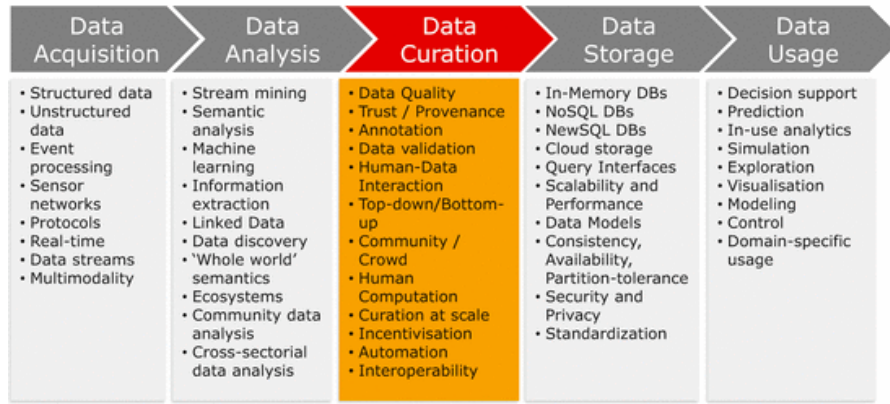 Data
Acquisition
Data
Analysis
Data
Curation
Data
Storage
Data
Usage
• Structured data
• Unstructured
data
• Event
processing
• Sensor
networks
• Protocols
• Real-time
• Data streams
• Multimodality
• Stream mining
• Semantic
analysis
• Machine
learning
• Information
extraction
• Linked Data
• Data discovery
• ‘Whole world’
semantics
• Ecosystems
• Community data
analysis
• Cross-sectorial
data analysis
• Data Quality
• Trust / Provenance
• Annotation
• Data validation
• Human-Data
Interaction
• Top-down/Bottom-
up
• Community /
Crowd
• Human
Computation
• Curation at scale
• Incentivisation
• Automation
• Interoperability
• In-Memory DBs
• NoSQL DBs
• NewSQL DBs
• Cloud storage
• Query Interfaces
• Scalability and
Performance
• Data Models
• Consistency,
Availability,
Partition-tolerance
• Security and
Privacy
• Standardization
• Decision support
• Prediction
• In-use analytics
• Simulation
• Exploration
• Visualisation
• Modeling
• Control
• Domain-specific
usage